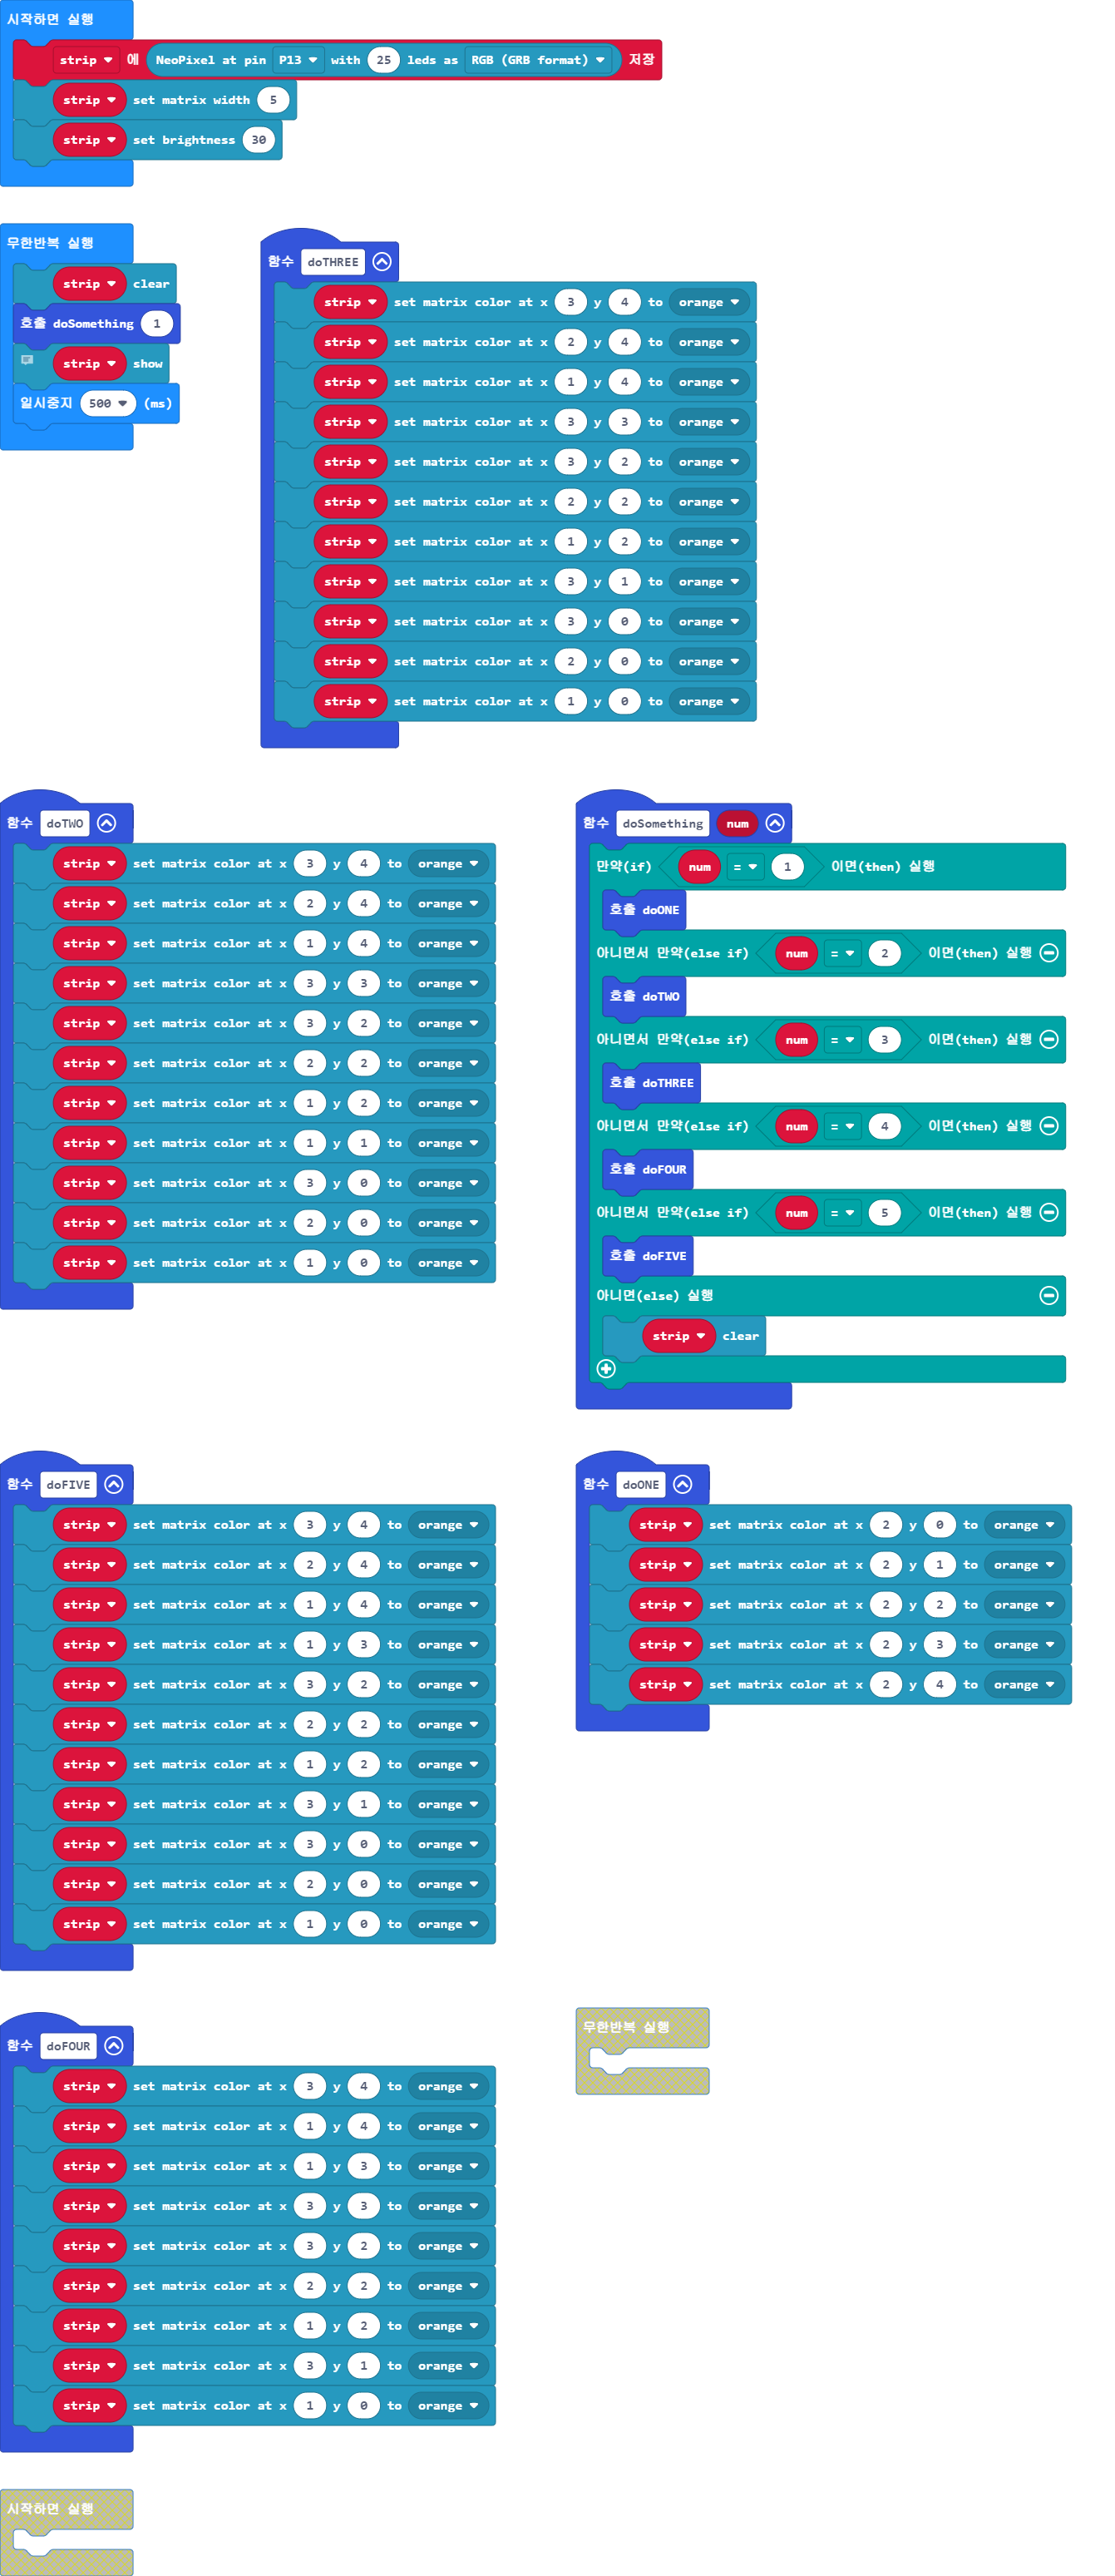 시작하면 실행
strip 에 NeoPixel at pin P13 with 25 leds as RGB (GRB format) 저장
strip set matrix width 5
strip set brightness 30
무한반복 실행
strip clear
호출 doSomething 1
strip show
일시중지 500 (ms)
함수 doTHREE
strip set matrix color at x 3 y 4 to orange
strip set matrix color at x 2 y 4 to orange
strip set matrix color at x 1 y 4 to orange
strip set matrix color at x 3 y 3 to orange
strip set matrix color at x 3 y 2 to orange
strip set matrix color at x 2 y 2 to orange
strip set matrix color at x 1 y 2 to orange
strip set matrix color at x 3 y 1 to orange
strip set matrix color at x 3 y 0 to orange
strip set matrix color at x 2 y 0 to orange
strip set matrix color at x 1 y 0 to orange
함수 doTWO
strip set matrix color at x 3 y 4 to orange
strip set matrix color at x 2 y 4 to orange
strip set matrix color at x 1 y 4 to orange
strip set matrix color at x 3 y 3 to orange
strip set matrix color at x 3 y 2 to orange
strip set matrix color at x 2 y 2 to orange
strip set matrix color at x 1 y 2 to orange
strip set matrix color at x 1 y 1 to orange
strip set matrix color at x 3 y 0 to orange
strip set matrix color at x 2 y 0 to orange
strip set matrix color at x 1 y 0 to orange
함수 doSomething num
만약(if) num = 1 이면(then) 실행
호출 doONE
아니면서 만약(else if) num = 2 이면(then) 실행
호출 doTWO
아니면서 만약(else if) num = 3 이면(then) 실행
호출 doTHREE
아니면서 만약(else if) num = 4 이면(then) 실행
호출 doFOUR
아니면서 만약(else if) num = 5 이면(then) 실행
호출 doFIVE
아니면(else) 실행
strip clear
함수 doFIVE
strip set matrix color at x 3 y 4 to orange
strip set matrix color at x 2 y 4 to orange
strip set matrix color at x 1 y 4 to orange
strip set matrix color at x 1 y 3 to orange
strip set matrix color at x 3 y 2 to orange
strip set matrix color at x 2 y 2 to orange
strip set matrix color at x 1 y 2 to orange
strip set matrix color at x 3 y 1 to orange
strip set matrix color at x 3 y 0 to orange
strip set matrix color at x 2 y 0 to orange
strip set matrix color at x 1 y 0 to orange
함수 doONE
strip set matrix color at x 2 y 0 to orange
strip set matrix color at x 2 y 1 to orange
strip set matrix color at x 2 y 2 to orange
strip set matrix color at x 2 y 3 to orange
strip set matrix color at x 2 y 4 to orange
함수 doFOUR
strip set matrix color at x 3 y 4 to orange
strip set matrix color at x 1 y 4 to orange
strip set matrix color at x 1 y 3 to orange
strip set matrix color at x 3 y 3 to orange
strip set matrix color at x 3 y 2 to orange
strip set matrix color at x 2 y 2 to orange
strip set matrix color at x 1 y 2 to orange
strip set matrix color at x 3 y 1 to orange
strip set matrix color at x 1 y 0 to orange
무한반복 실행
시작하면 실행